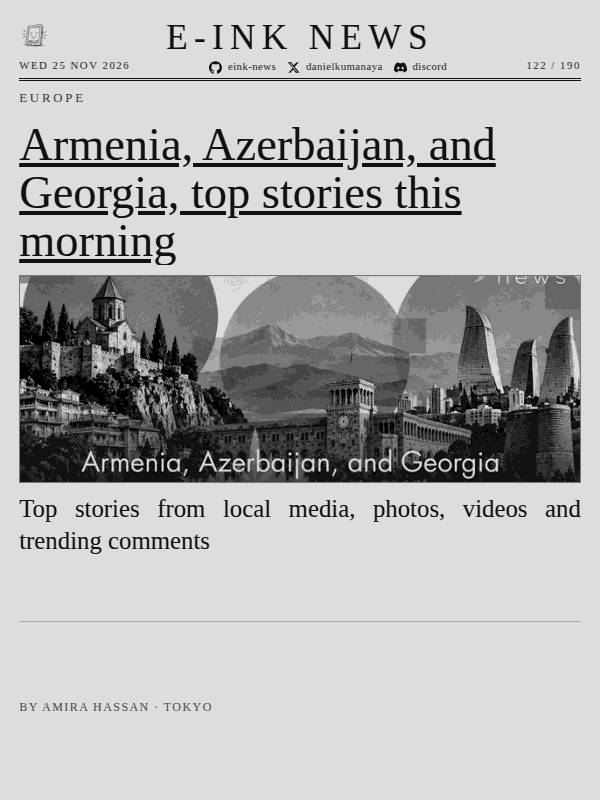 E-INK NEWS
WED 25 NOV 2026
eink-news danielkumanaya discord
122 / 190
EUROPE
Armenia, Azerbaijan, and
Georgia, top stories this
morning
news
Armenia, Azerbaijan, and Georgia
Top stories from local media, photos, videos and
trending comments
BY AMIRA HASSAN · TOKYO